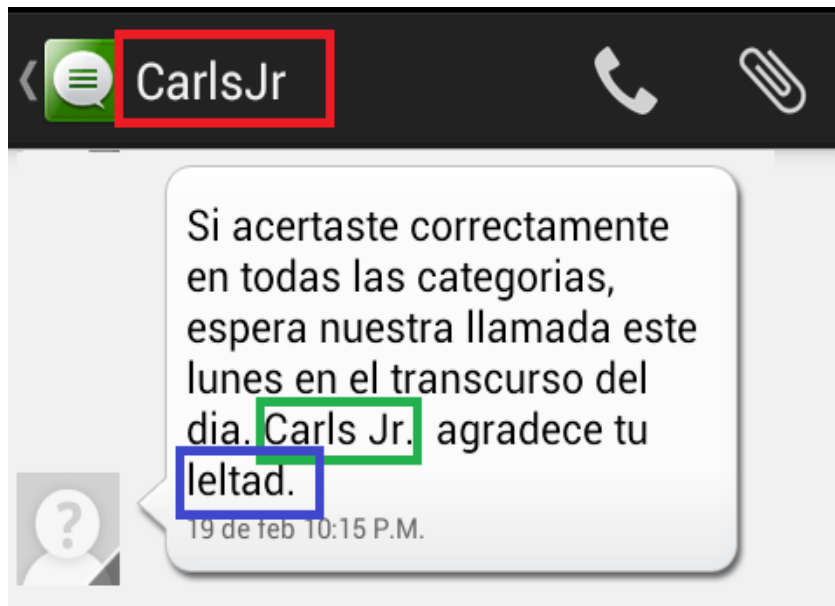 CarlsJr
Si acertaste correctamente
en todas las categorias,
espera nuestra llamada este
lunes en el transcurso del
dia. Carls Jr. agradece tu
leltad.
19 de feb 10:15 P.M.